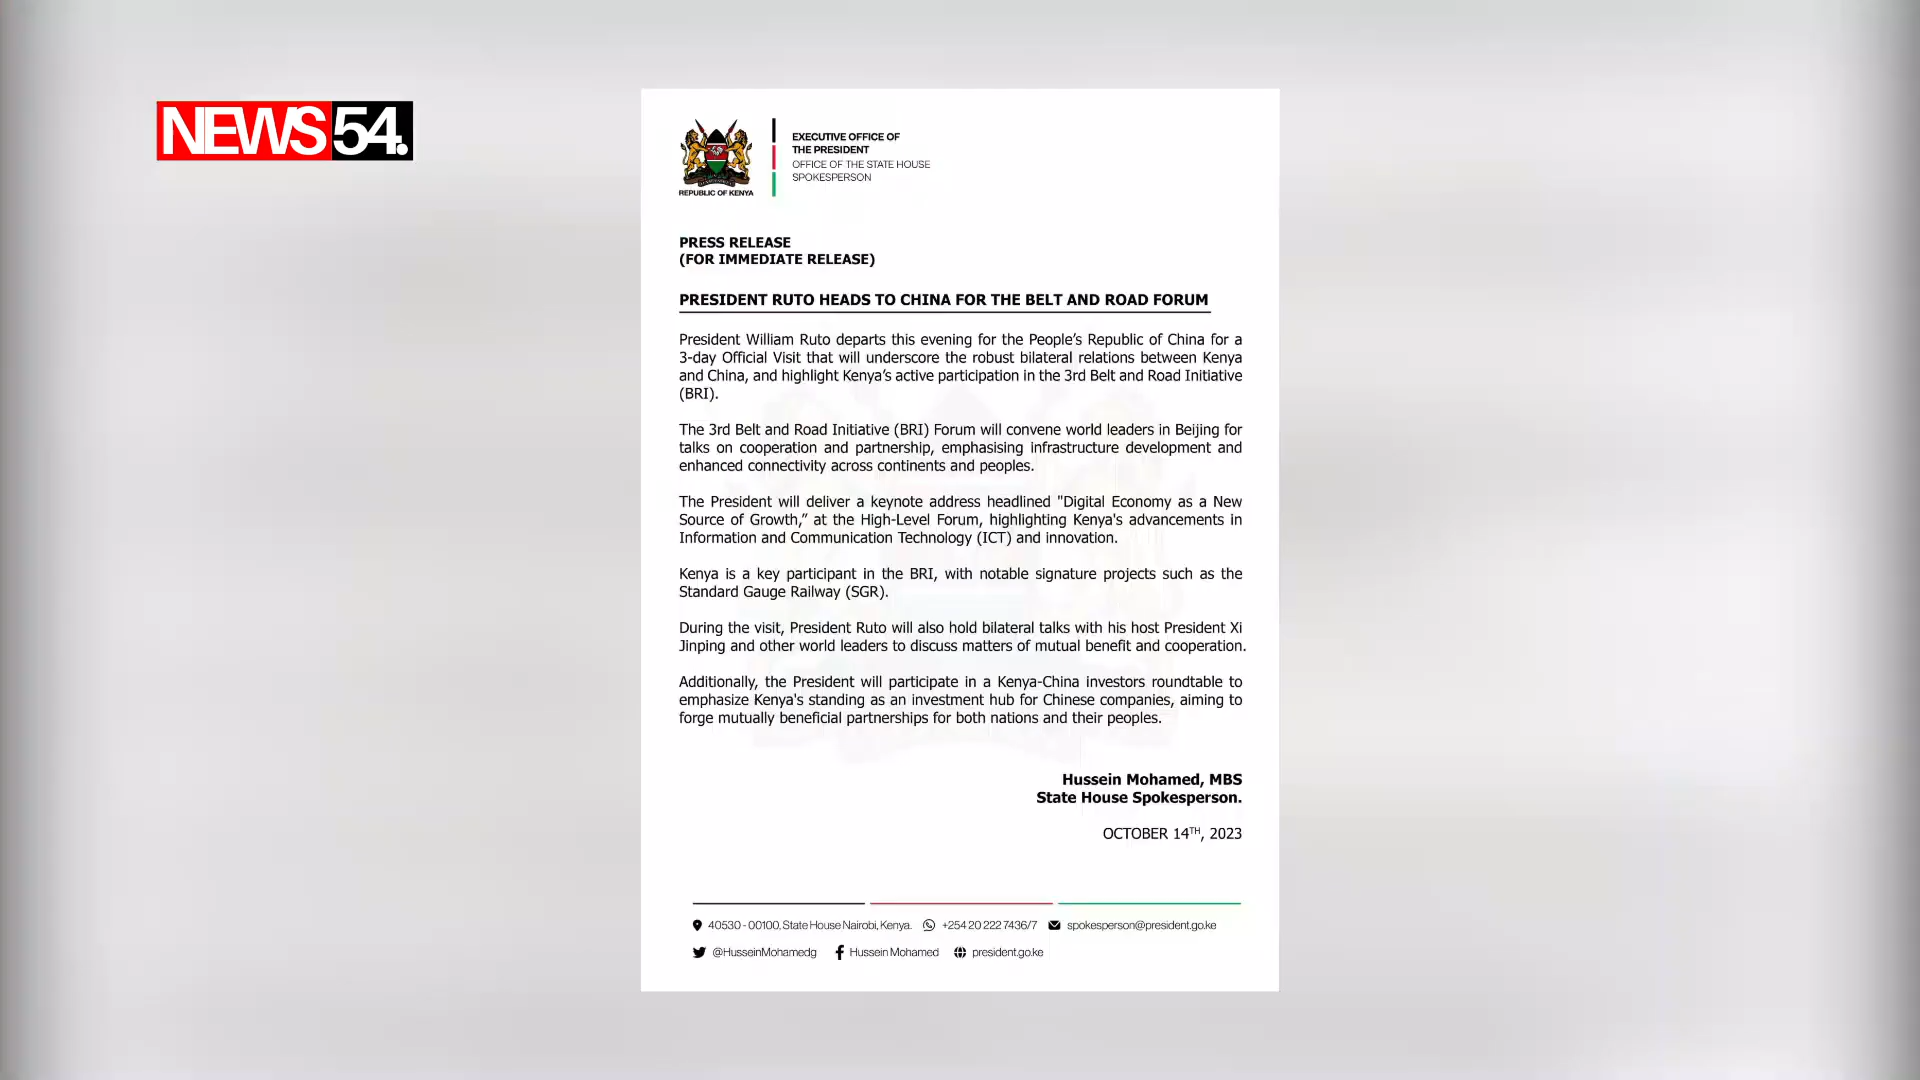 NEWS54.
REPUBLIC OF KENYA
EXECUTIVE OFFICE OF
THE PRESIDENT
OFFICE OF THE STATE HOUSE
SPOKESPERSON
PRESS RELEASE
(FOR IMMEDIATE RELEASE)
PRESIDENT RUTO HEADS TO CHINA FOR THE BELT AND ROAD FORUM
President William Ruto departs this evening for the People’s Republic of China for a
3-day Official Visit that will underscore the robust bilateral relations between Kenya
and China, and highlight Kenya’s active participation in the 3rd Belt and Road Initiative
(BRI).
The 3rd Belt and Road Initiative (BRI) Forum will convene world leaders in Beijing for
talks on cooperation and partnership, emphasising infrastructure development and
enhanced connectivity across continents and peoples.
The President will deliver a keynote address headlined "Digital Economy as a New
Source of Growth,” at the High-Level Forum, highlighting Kenya's advancements in
Information and Communication Technology (ICT) and innovation.
Kenya is a key participant in the BRI, with notable signature projects such as the
Standard Gauge Railway (SGR).
During the visit, President Ruto will also hold bilateral talks with his host President Xi
Jinping and other world leaders to discuss matters of mutual benefit and cooperation.
Additionally, the President will participate in a Kenya-China investors roundtable to
emphasize Kenya's standing as an investment hub for Chinese companies, aiming to
forge mutually beneficial partnerships for both nations and their peoples.
Hussein Mohamed, MBS
State House Spokesperson.
OCTOBER 14TH, 2023
40530 - 00100, State House Nairobi, Kenya. +254 20 222 7436/7 spokesperson@president.go.ke
@HusseinMohamedg Hussein Mohamed president.go.ke